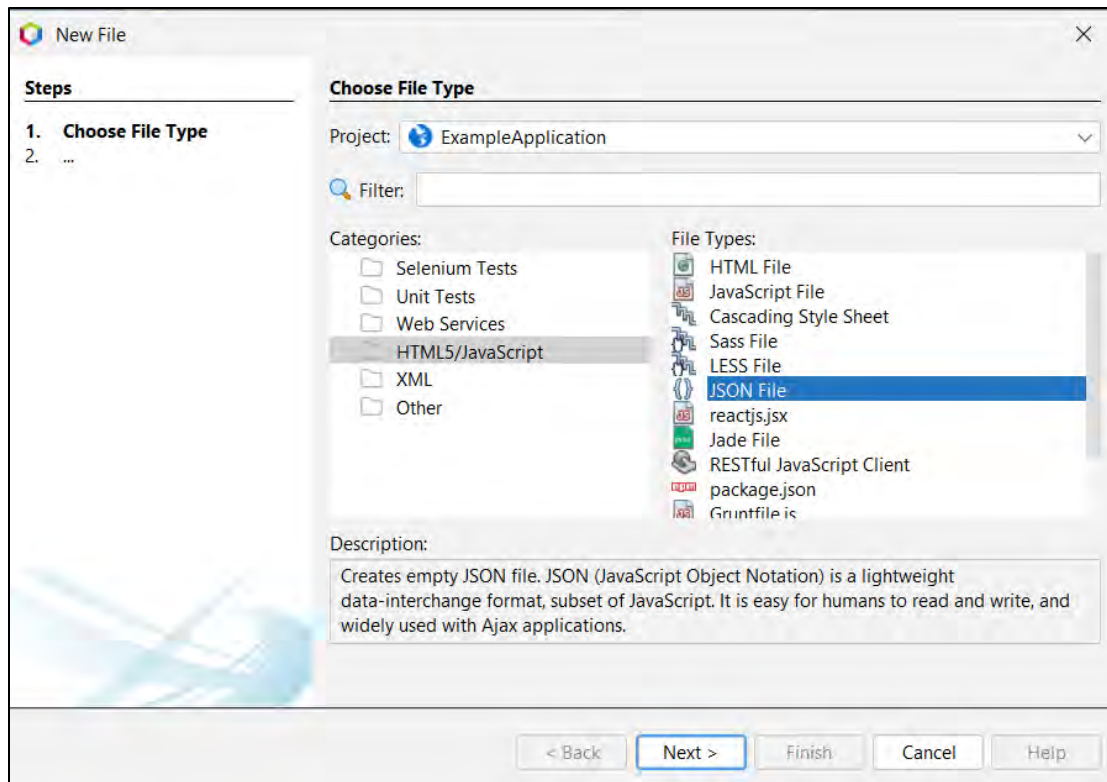 New File
Steps
1. Choose File Type
2. ...
Choose File Type
Project: ExampleApplication
Filter:
Categories:
Selenium Tests
Unit Tests
Web Services
HTML5/JavaScript
XML
Other
File Types:
HTML File
JavaScript File
Cascading Style Sheet
Sass File
LESS File
JSON File
reactjs.jsx
Jade File
RESTful JavaScript Client
package.json
Gruntfile.js
Description:
Creates empty JSON file. JSON (JavaScript Object Notation) is a lightweight
data-interchange format, subset of JavaScript. It is easy for humans to read and write, and
widely used with Ajax applications.
< Back Next > Finish Cancel Help